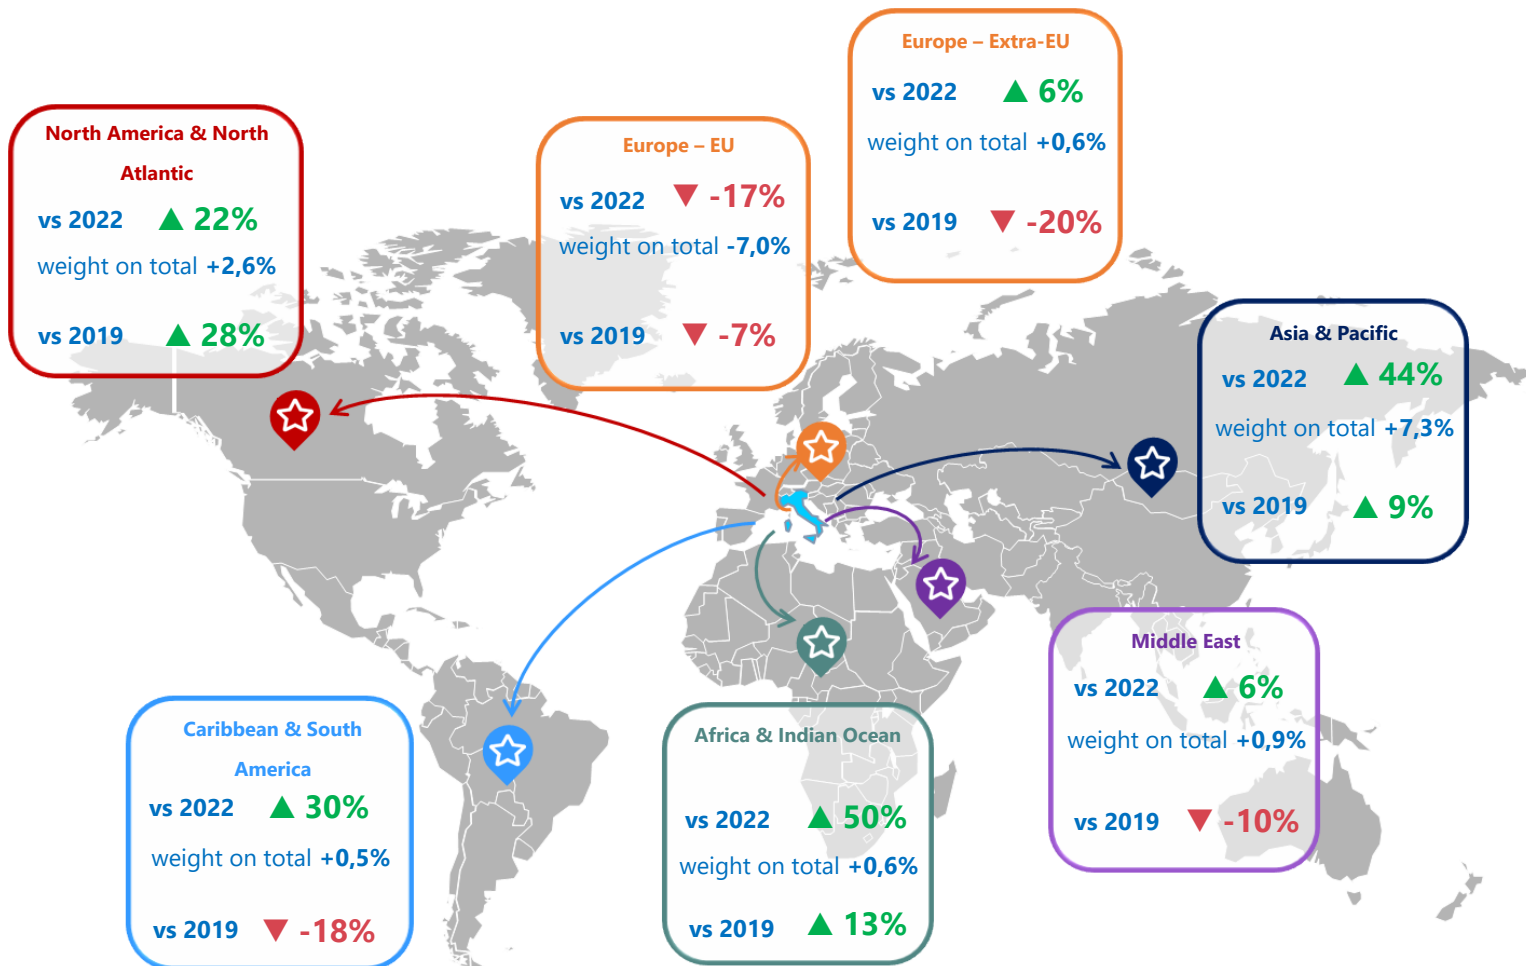 Europe – Extra-EU
vs 2022 ▲ 6%
weight on total +0,6%
vs 2019 ▼ -20%
North America & North
Atlantic
vs 2022 ▲ 22%
weight on total +2,6%
vs 2019 ▲ 28%
Europe – EU
vs 2022 ▼ -17%
weight on total -7,0%
vs 2019 ▼ -7%
Asia & Pacific
vs 2022 ▲ 44%
weight on total +7,3%
vs 2019 ▲ 9%
Middle East
vs 2022 ▲ 6%
weight on total +0,9%
vs 2019 ▼ -10%
Caribbean & South
America
vs 2022 ▲ 30%
weight on total +0,5%
vs 2019 ▼ -18%
Africa & Indian Ocean
vs 2022 ▲ 50%
weight on total +0,6%
vs 2019 ▲ 13%